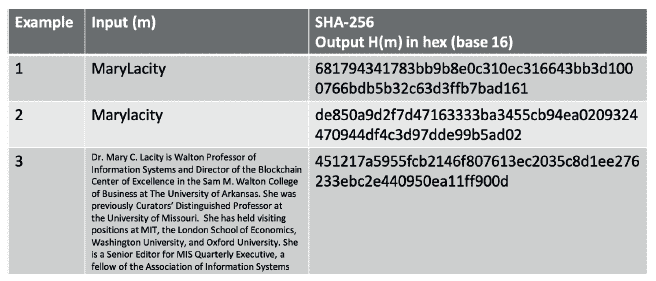 Example Input (m) SHA-256
Output H(m) in hex (base 16)
1 MaryLacity 681794341783bb9b8e0c310ec316643bb3d100
0766bdb5b32c63d3ffb7bad161
2 Marylacity de850a9d2f7d47163333ba3455cb94ea0209324
470944df4c3d97dde99b5ad02
3 Dr. Mary C. Lacity is Walton Professor of 451217a5955fcb2146f807613ec2035c8d1ee276
Information Systems and Director of the Blockchain 233ebc2e440950ea11ff900d
Center of Excellence in the Sam M. Walton College
of Business at The University of Arkansas. She was
previously Curators' Distinguished Professor at
the University of Missouri. She has held visiting
positions at MIT, the London School of Economics,
Washington University, and Oxford University. She
is a Senior Editor for MIS Quarterly Executive, a
fellow of the Association of Information Systems